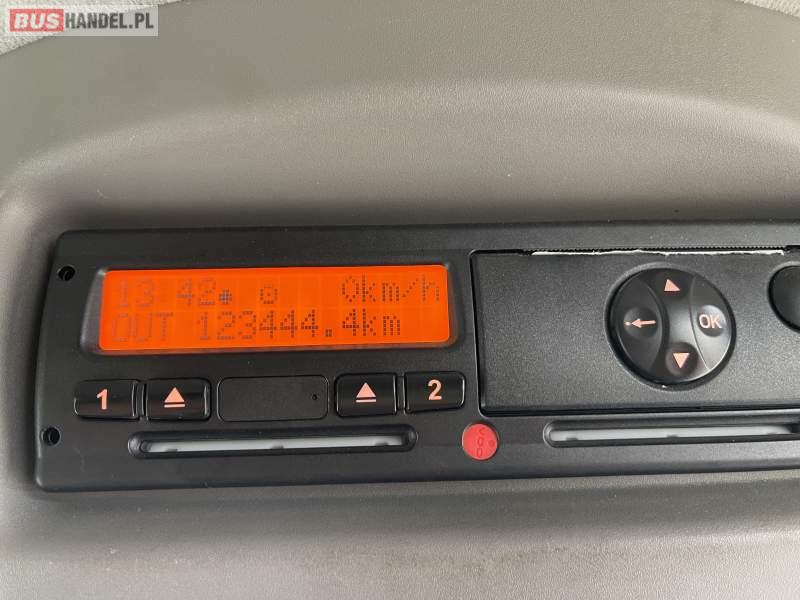 BUSHANDEL.PL
13 42 0km/h
OUT 123444.4km
1 2
OK